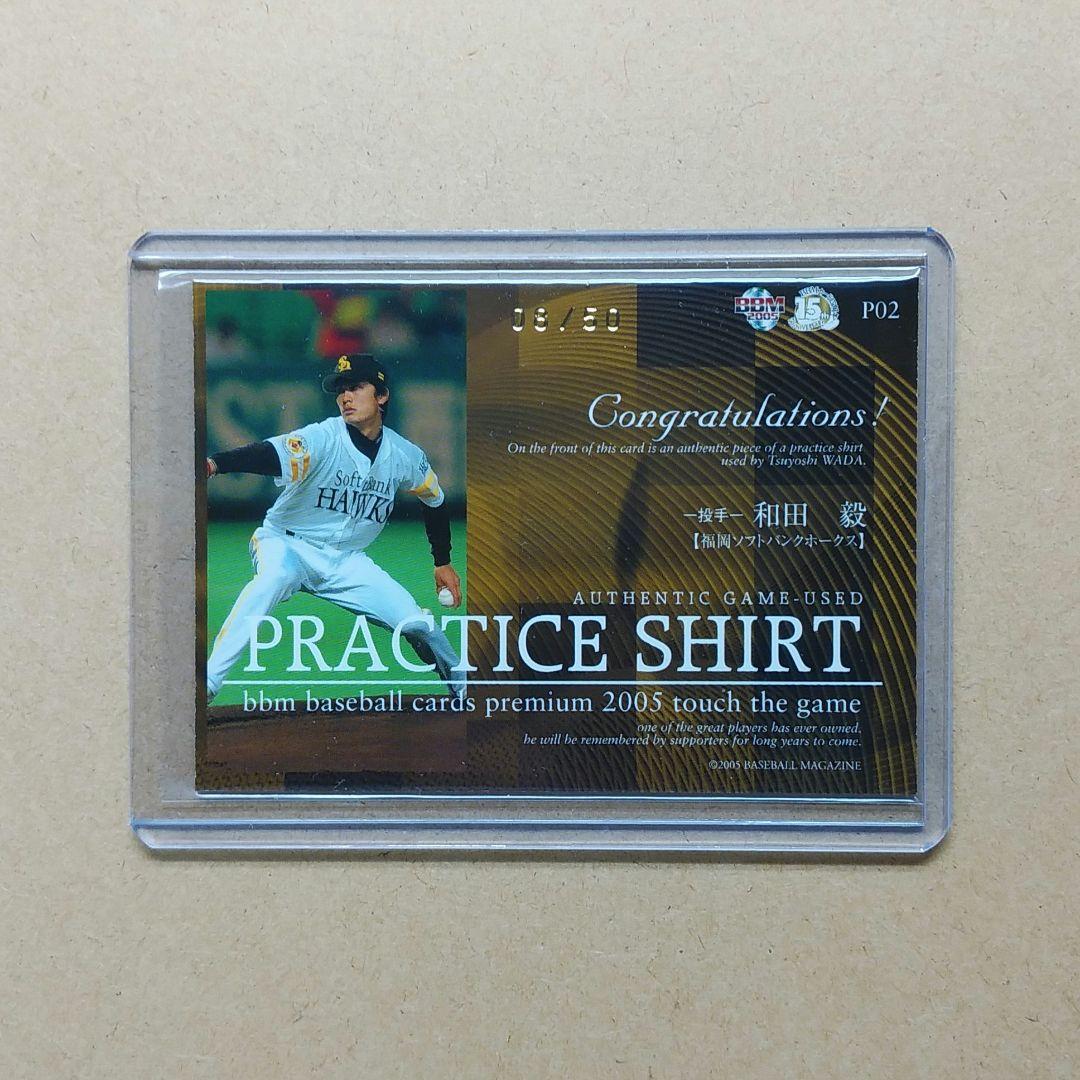 08/50
BBM
2005
15
P02
Congratulations!
On the front of this card is an authentic piece of a practice shirt
used by Tsuyoshi WADA.
─投手─ 和田 毅
【福岡ソフトバンクホークス】
SoftBank
HAWKS
AUTHENTIC GAME-USED
PRACTICE SHIRT
bbm baseball cards premium 2005 touch the game
one of the great players has ever owned.
he will be remembered by supporters for long years to come.
©2005 BASEBALL MAGAZINE